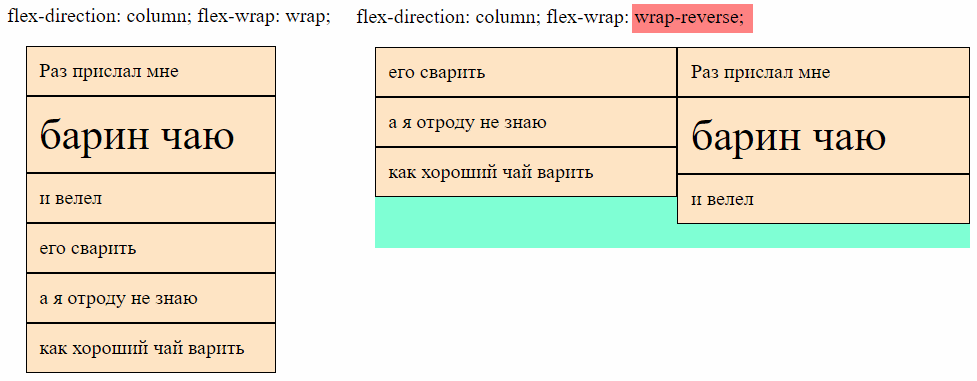 flex-direction: column; flex-wrap: wrap;
Раз прислал мне
барин чаю
и велел
его сварить
а я отроду не знаю
как хороший чай варить
flex-direction: column; flex-wrap: wrap-reverse;
его сварить
а я отроду не знаю
как хороший чай варить
Раз прислал мне
барин чаю
и велел